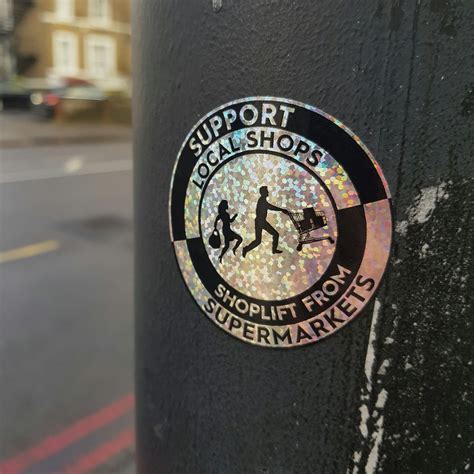 SUPPORT
LOCAL SHOPS
SHOPLIFT FROM
SUPERMARKETS